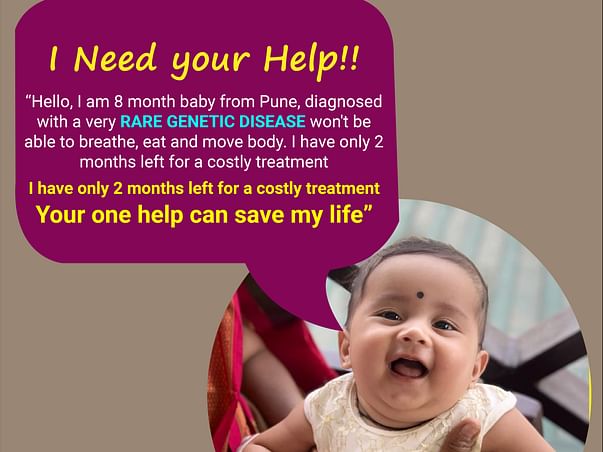 I Need your Help!!
“Hello, I am 8 month baby from Pune, diagnosed
with a very RARE GENETIC DISEASE won't be
able to breathe, eat and move body. I have only 2
months left for a costly treatment
I have only 2 months left for a costly treatment
Your one help can save my life”